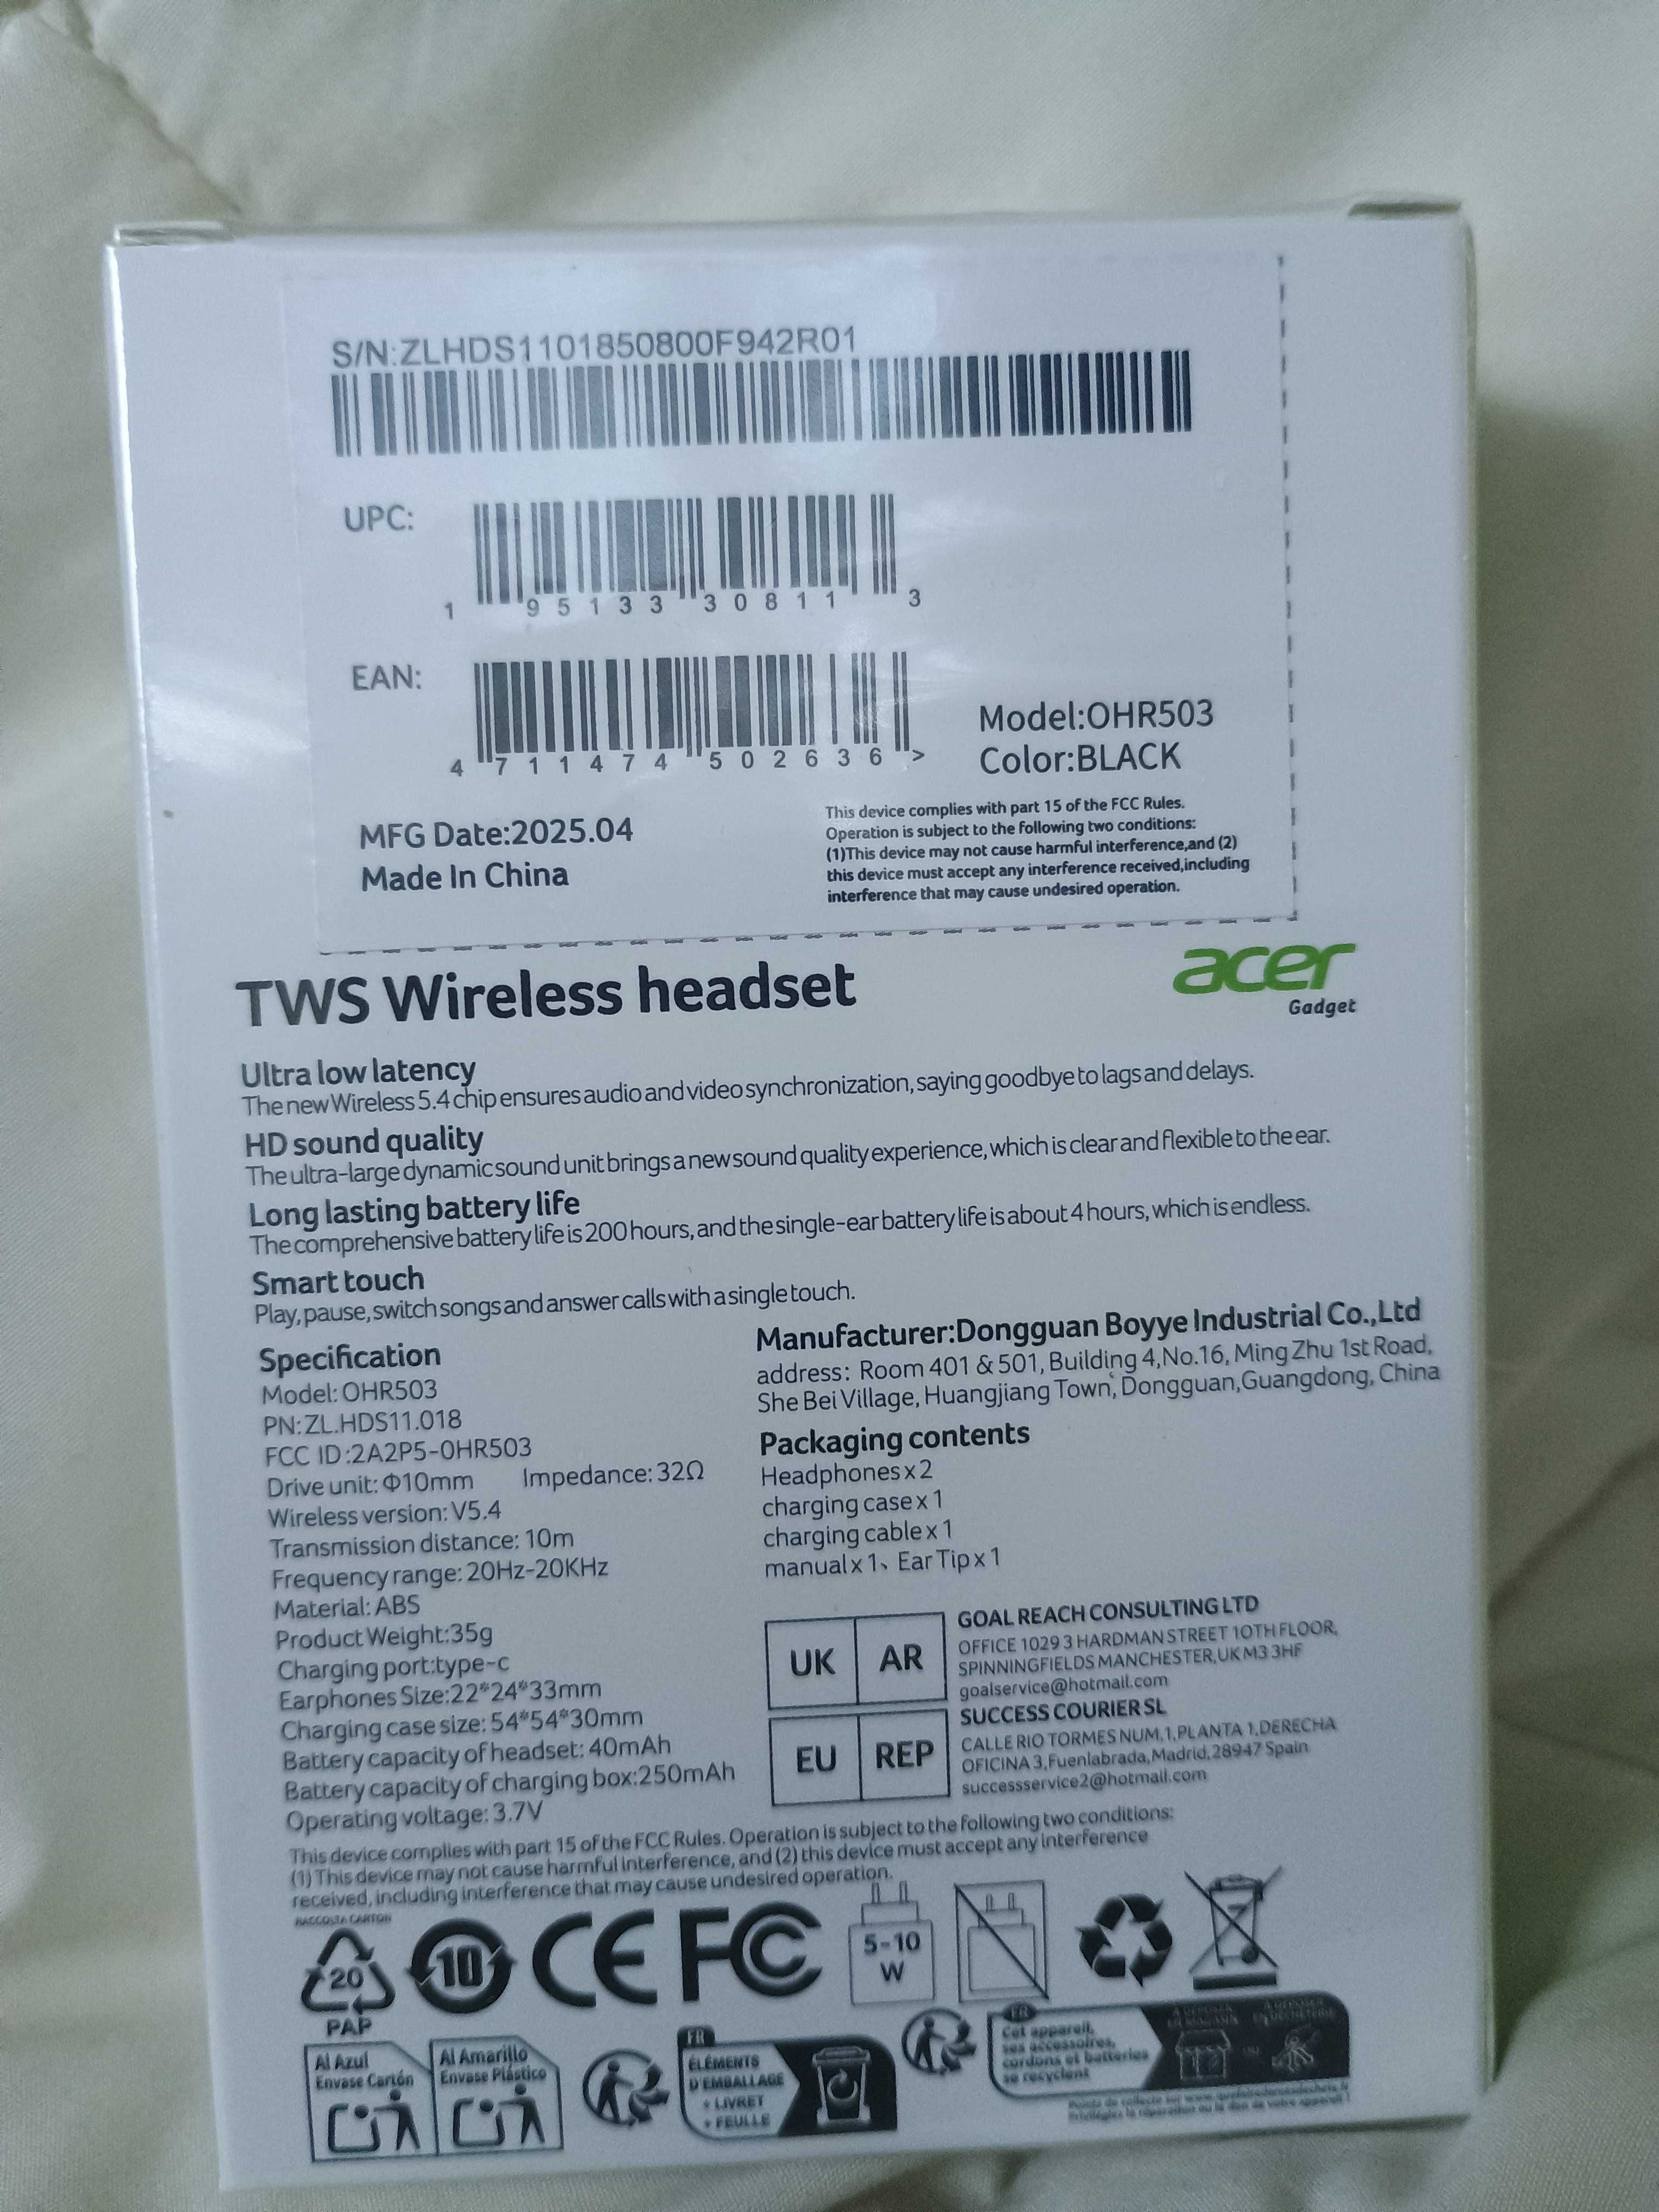 S/N:ZLHDS1101850800F942R01
UPC:
1 95133 30811 3
EAN:
4 711474 502636 >
Model:OHR503
Color:BLACK
MFG Date:2025.04
Made In China
This device complies with part 15 of the FCC Rules.
Operation is subject to the following two conditions:
(1)This device may not cause harmful interference,and (2)
this device must accept any interference received,including
interference that may cause undesired operation.
TWS Wireless headset
acer
Gadget
Ultra low latency
The new Wireless 5.4 chip ensures audio and video synchronization, saying goodbye to lags and delays.
HD sound quality
The ultra-large dynamic sound unit brings a new sound quality experience, which is clear and flexible to the ear.
Long lasting battery life
The comprehensive battery life is 200 hours, and the single-ear battery life is about 4 hours, which is endless.
Smart touch
Play, pause, switch songs and answer calls with a single touch.
Specification
Model: OHR503
PN: ZL.HDS11.018
FCC ID :2A2P5-OHR503
Drive unit: Φ10mm Impedance: 32Ω
Wireless version: V5.4
Transmission distance: 10m
Frequency range: 20Hz-20KHz
Material: ABS
Product Weight:35g
Charging port:type-c
Earphones Size:22*24*33mm
Charging case size: 54*54*30mm
Battery capacity of headset: 40mAh
Battery capacity of charging box:250mAh
Operating voltage: 3.7V
Manufacturer:Dongguan Boyye Industrial Co.,Ltd
address: Room 401 & 501, Building 4,No.16, Ming Zhu 1st Road,
She Bei Village, Huangjiang Town, Dongguan,Guangdong, China
Packaging contents
Headphones x 2
charging case x 1
charging cable x 1
manual x 1、Ear Tip x 1
UK AR
GOAL REACH CONSULTING LTD
OFFICE 1029 3 HARDMAN STREET 10TH FLOOR,
SPINNINGFIELDS MANCHESTER, UK M3 3HF
goalservice@hotmail.com
EU REP
SUCCESS COURIER SL
CALLE RIO TORMES NUM, 1, PLANTA 1, DERECHA
OFICINA 3, Fuenlabrada, Madrid, 28947 Spain
successservice2@hotmail.com
This device complies with part 15 of the FCC Rules. Operation is subject to the following two conditions:
(1) This device may not cause harmful interference, and (2) this device must accept any interference
received, including interference that may cause undesired operation.
RACCOLTA CARTON
20
PAP
10
CE
FC
5-10
W
Al Azul
Envase Cartón
Al Amarillo
Envase Plástico
FR
ÉLÉMENTS
D'EMBALLAGE
+ LIVRET
+ FEUILLE
FR
Cet appareil,
ses accessoires,
cordons et batteries
se recyclent